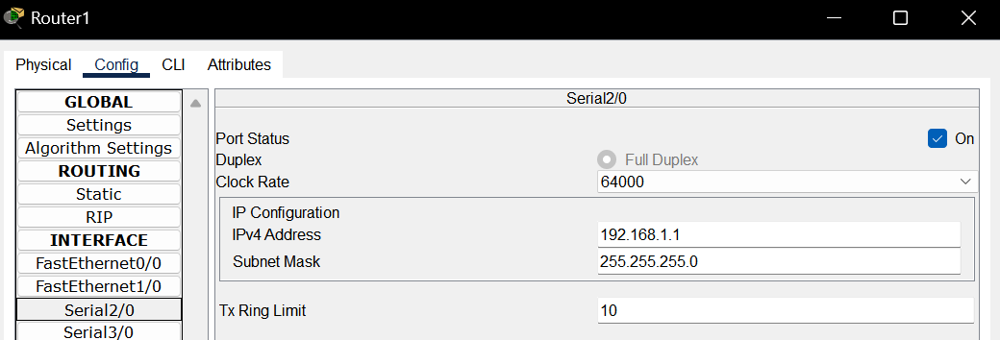 Router1
Physical Config CLI Attributes
GLOBAL
Settings
Algorithm Settings
ROUTING
Static
RIP
INTERFACE
FastEthernet0/0
FastEthernet1/0
Serial2/0
Serial3/0
Serial2/0
Port Status On
Duplex Full Duplex
Clock Rate 64000
IP Configuration
IPv4 Address 192.168.1.1
Subnet Mask 255.255.255.0
Tx Ring Limit 10